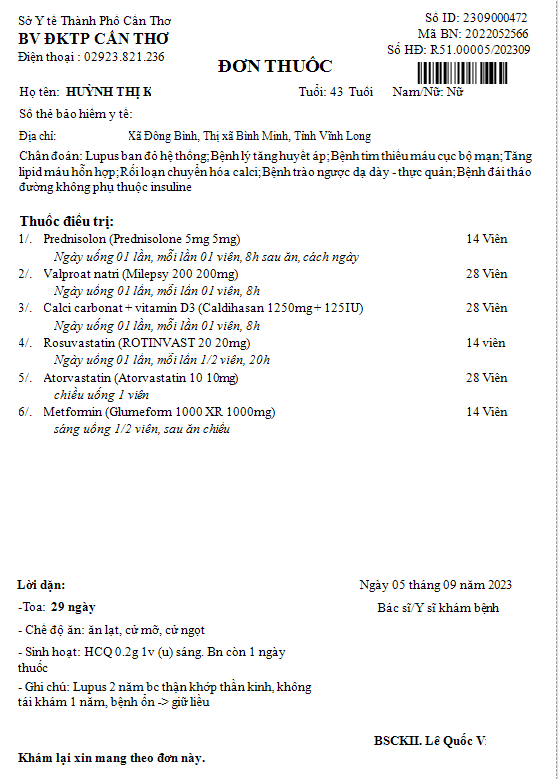 Sở Y tế Thành Phố Cần Thơ
BV ĐKTP CẦN THƠ
Điện thoại : 02923.821.236
Số ID: 2309000472
Mã BN: 2022052566
Số HĐ: R51.00005/202309
ĐƠN THUỐC
Họ tên: HUỲNH THỊ K Tuổi: 43 Tuổi Nam/Nữ: Nữ
Số thẻ bảo hiểm y tế:
Địa chỉ: Xã Đông Bình, Thị xã Bình Minh, Tỉnh Vĩnh Long
Chẩn đoán: Lupus ban đỏ hệ thống;Bệnh lý tăng huyết áp;Bệnh tim thiếu máu cục bộ mạn;Tăng
lipid máu hỗn hợp;Rối loạn chuyển hóa calci;Bệnh trào ngược dạ dày - thực quản;Bệnh đái tháo
đường không phụ thuộc insuline
Thuốc điều trị:
1/. Prednisolon (Prednisolone 5mg 5mg) 14 Viên
Ngày uống 01 lần, mỗi lần 01 viên, 8h sau ăn, cách ngày
2/. Valproat natri (Milepsy 200 200mg) 28 Viên
Ngày uống 01 lần, mỗi lần 01 viên, 8h
3/. Calci carbonat + vitamin D3 (Caldihasan 1250mg + 125IU) 28 Viên
Ngày uống 01 lần, mỗi lần 01 viên, 8h
4/. Rosuvastatin (ROTINVAST 20 20mg) 14 viên
Ngày uống 01 lần, mỗi lần 1/2 viên, 20h
5/. Atorvastatin (Atorvastatin 10 10mg) 28 Viên
chiều uống 1 viên
6/. Metformin (Glumeform 1000 XR 1000mg) 14 Viên
sáng uống 1/2 viên, sau ăn chiều
Lời dặn:
-Toa: 29 ngày
- Chế độ ăn: ăn lạt, cử mỡ, cử ngọt
- Sinh hoạt: HCQ 0.2g 1v (u) sáng. Bn còn 1 ngày
thuốc
- Ghi chú: Lupus 2 năm bc thận khớp thần kinh, không
tái khám 1 năm, bệnh ổn -> giữ liều
Ngày 05 tháng 09 năm 2023
Bác sĩ/Y sĩ khám bệnh
BSCKII. Lê Quốc V
Khám lại xin mang theo đơn này.